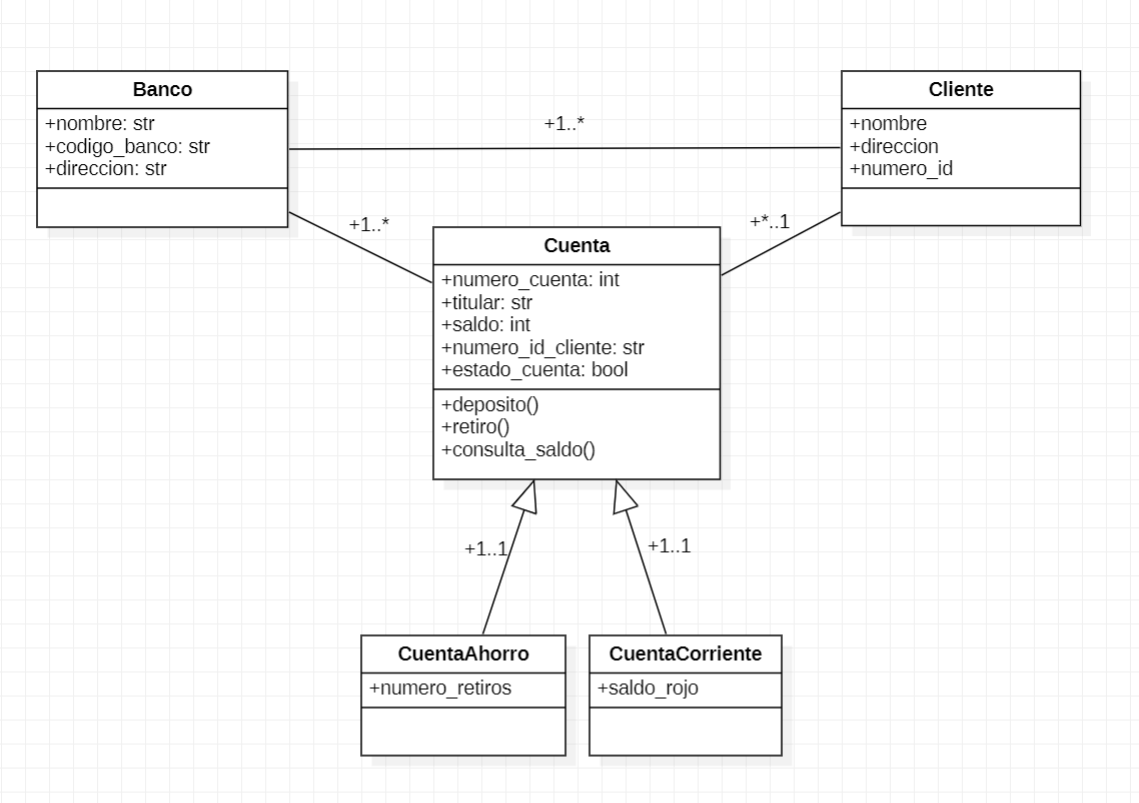 Banco
+nombre: str
+codigo_banco: str
+direccion: str
+1..*
Cliente
+nombre
+direccion
+numero_id
+1..*
+*..1
Cuenta
+numero_cuenta: int
+titular: str
+saldo: int
+numero_id_cliente: str
+estado_cuenta: bool
+deposito()
+retiro()
+consulta_saldo()
+1..1
+1..1
CuentaAhorro
+numero_retiros
CuentaCorriente
+saldo_rojo